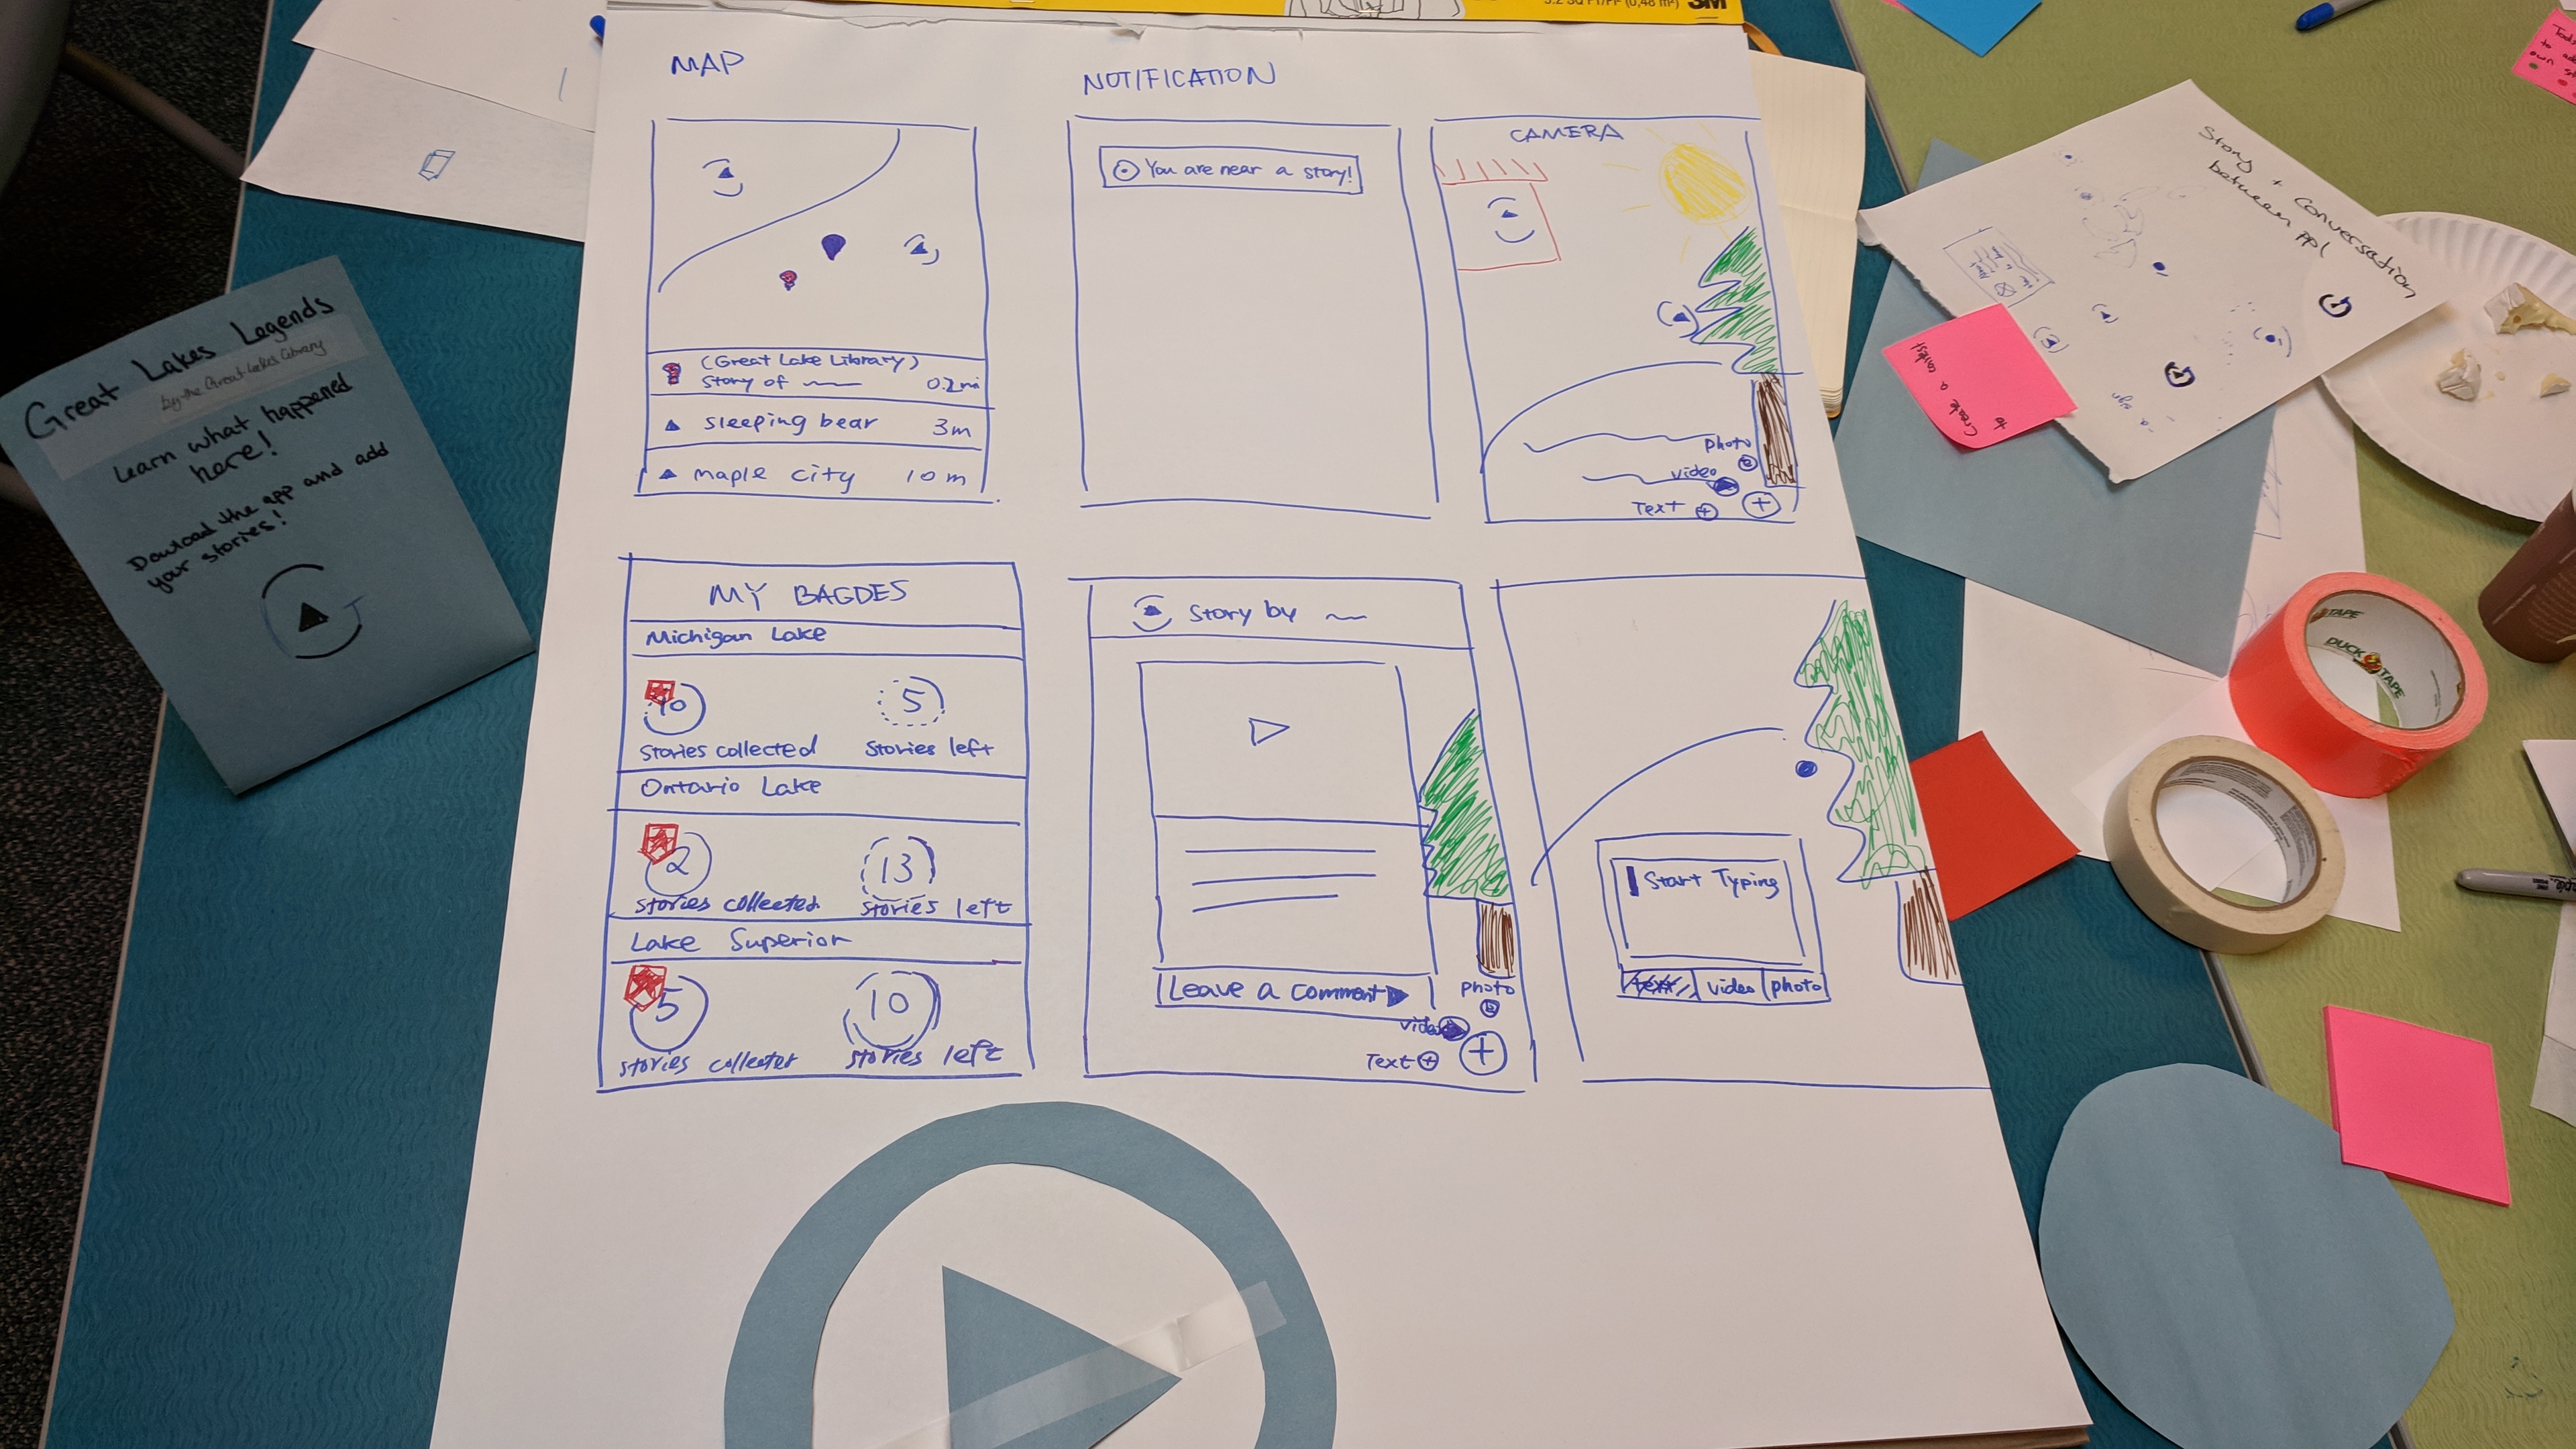 MAP
NOTIFICATION
CAMERA
You are near a story!
(Great Lake Library)
story of
0.2mi
sleeping bear
3m
maple city
10m
photo
video
Text
MY BAGDES
Michigan Lake
10
5
stories collected
stories left
Ontario Lake
2
13
stories collected
stories left
Lake Superior
5
10
stories collected
stories left
Story by
Leave a comment
photo
video
Text
Start Typing
text
video
photo
Great Lakes Legends
by the Great Lakes Library
Learn what happened
here!
Download the app and add
your stories!
Story + Conversation
between ppl
- a sign
Create a contest
to
3M
DUCK TAPE